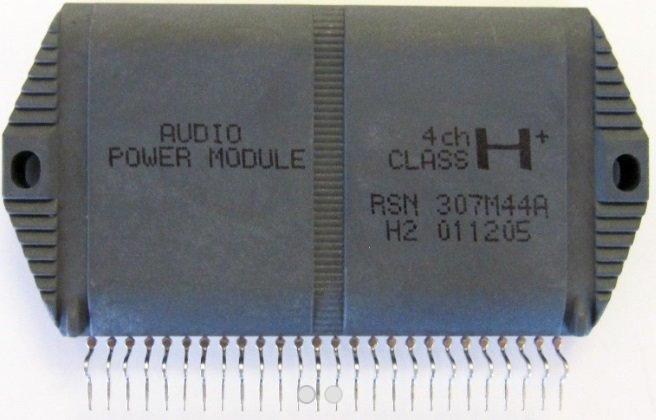 AUDIO
POWER MODULE
4ch
CLASS H+
RSN 307M44A
H2 011205